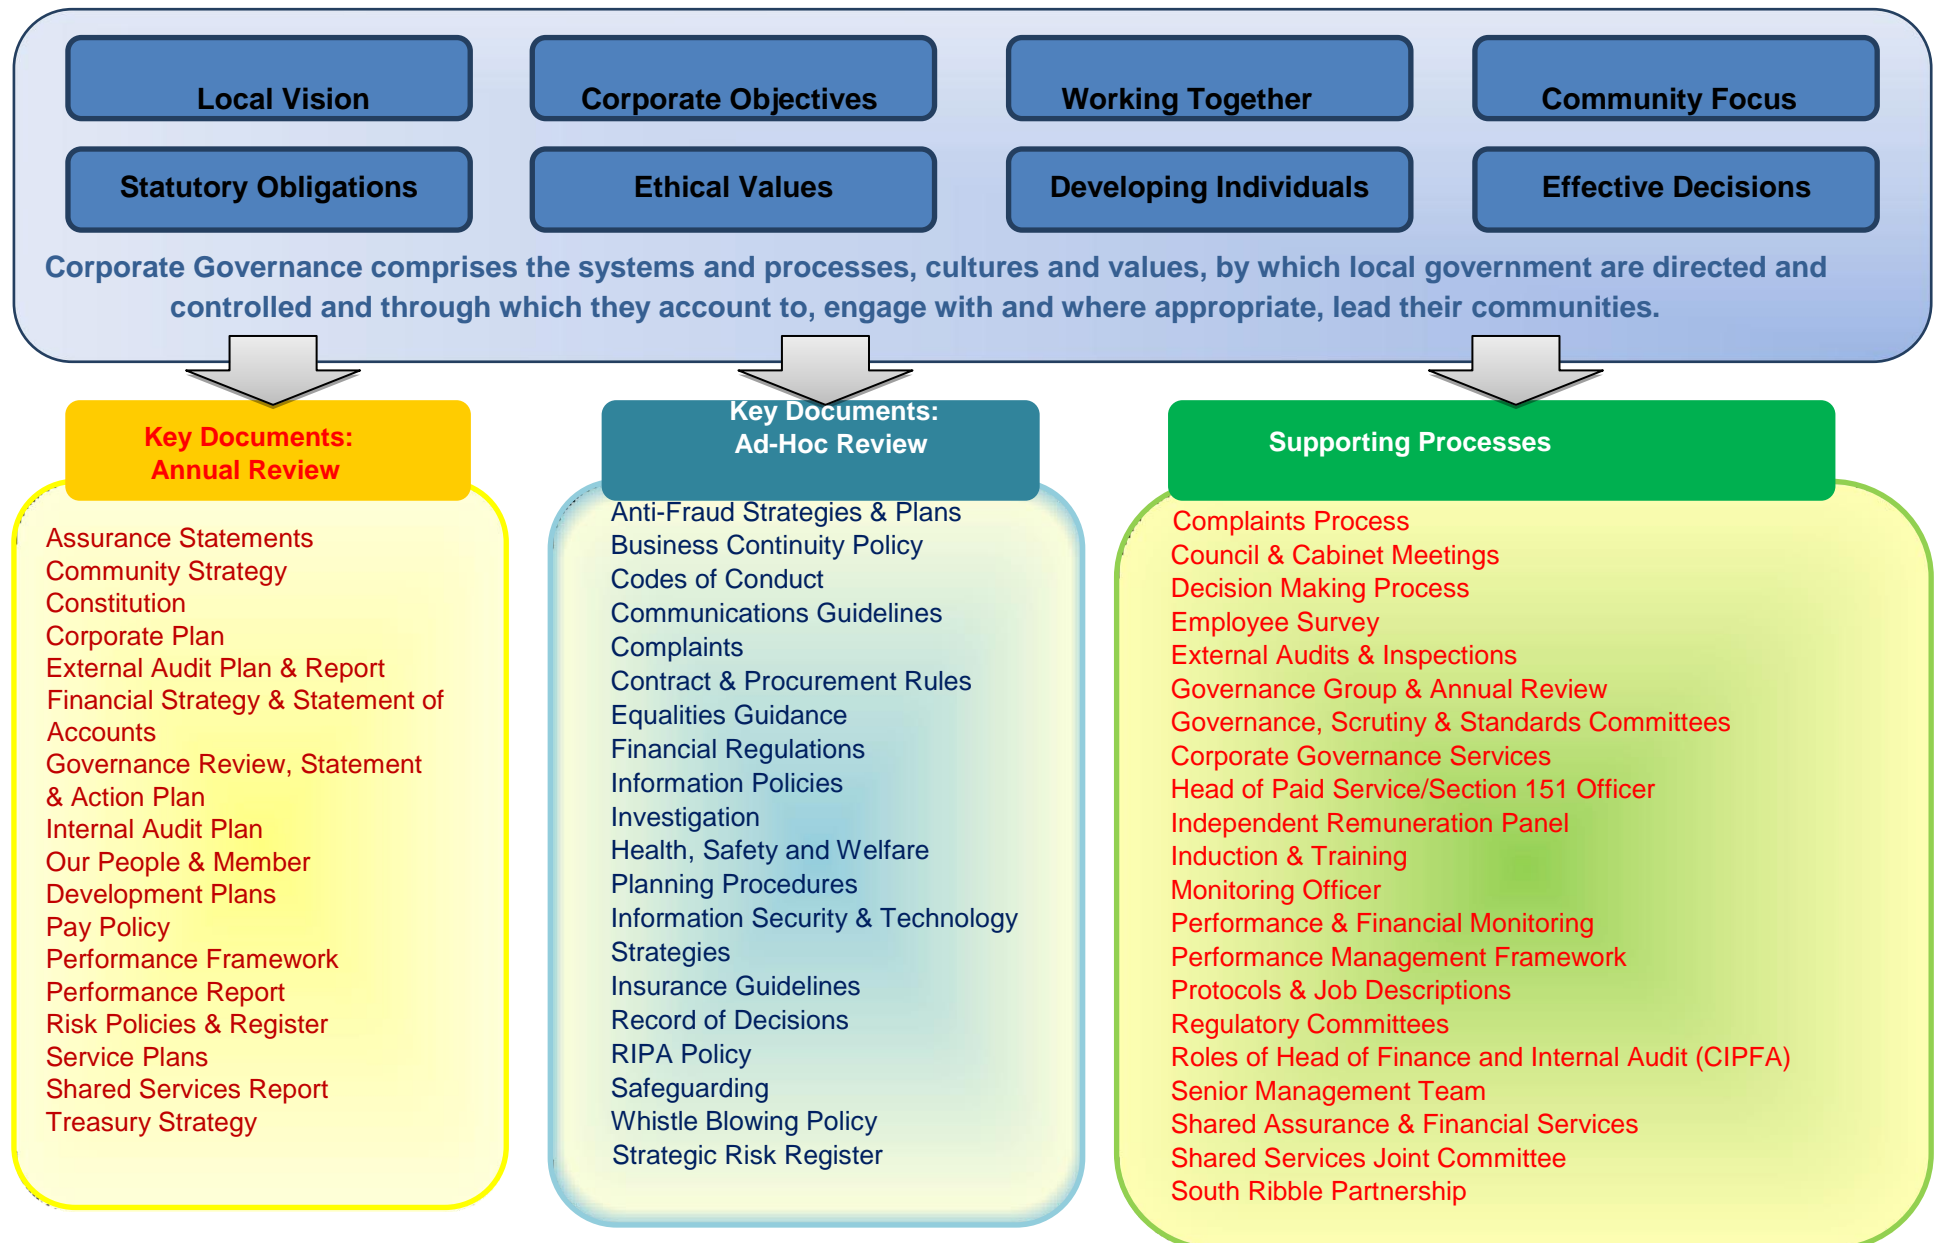 Local Vision
Corporate Objectives
Working Together
Community Focus
Statutory Obligations
Ethical Values
Developing Individuals
Effective Decisions
Corporate Governance comprises the systems and processes, cultures and values, by which local government are directed and
controlled and through which they account to, engage with and where appropriate, lead their communities.
Key Documents:
Annual Review
Assurance Statements
Community Strategy
Constitution
Corporate Plan
External Audit Plan & Report
Financial Strategy & Statement of
Accounts
Governance Review, Statement
& Action Plan
Internal Audit Plan
Our People & Member
Development Plans
Pay Policy
Performance Framework
Performance Report
Risk Policies & Register
Service Plans
Shared Services Report
Treasury Strategy
Key Documents:
Ad-Hoc Review
Anti-Fraud Strategies & Plans
Business Continuity Policy
Codes of Conduct
Communications Guidelines
Complaints
Contract & Procurement Rules
Equalities Guidance
Financial Regulations
Information Policies
Investigation
Health, Safety and Welfare
Planning Procedures
Information Security & Technology
Strategies
Insurance Guidelines
Record of Decisions
RIPA Policy
Safeguarding
Whistle Blowing Policy
Strategic Risk Register
Supporting Processes
Complaints Process
Council & Cabinet Meetings
Decision Making Process
Employee Survey
External Audits & Inspections
Governance Group & Annual Review
Governance, Scrutiny & Standards Committees
Corporate Governance Services
Head of Paid Service/Section 151 Officer
Independent Remuneration Panel
Induction & Training
Monitoring Officer
Performance & Financial Monitoring
Performance Management Framework
Protocols & Job Descriptions
Regulatory Committees
Roles of Head of Finance and Internal Audit (CIPFA)
Senior Management Team
Shared Assurance & Financial Services
Shared Services Joint Committee
South Ribble Partnership